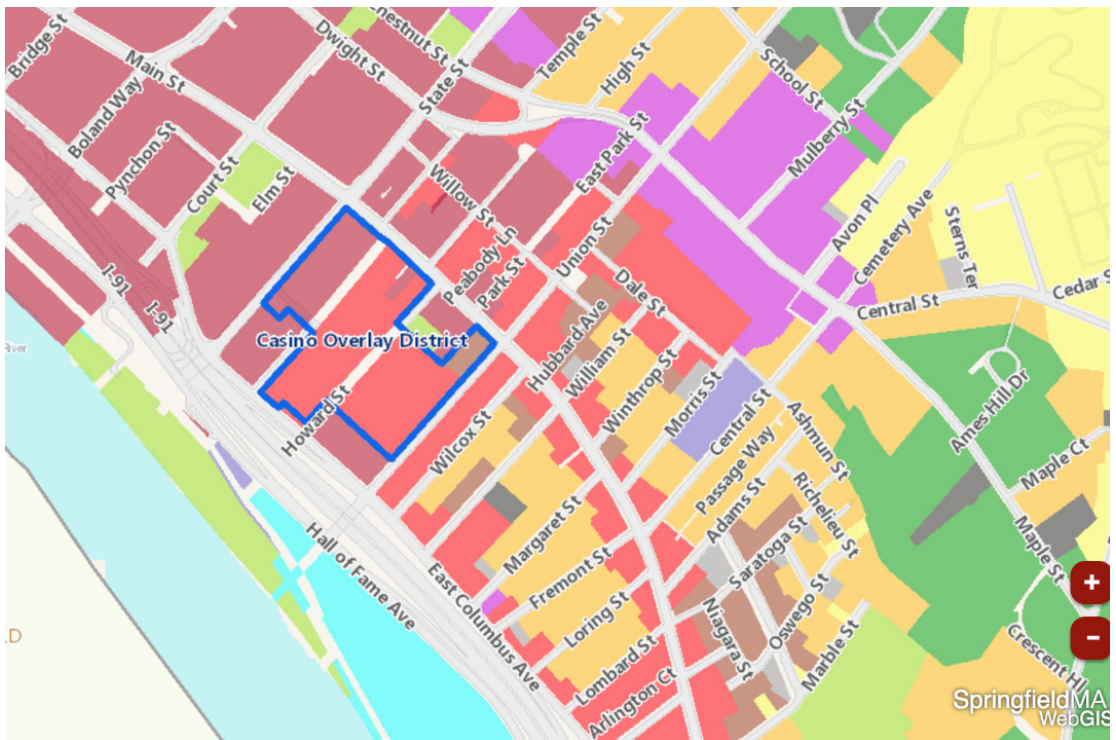 Bridge St
Main St
Boland Way
Pynchon St
Court St
Elm St
Dwight St
State St
Temple St
High St
School St
Mulberry St
East Park St
Willow St
Peabody Ln
Park St
Union St
Dale St
Avon Pl
Cemetery Ave
Sterns Ter
Central St
I-91
I-91
River
Casino Overlay District
Howard St
Hubbard Ave
William St
Winthrop St
Morris St
Central St
Wilcox St
Passage Way
Ashmun St
Adams St
Richelieu St
Saratoga St
Ames Hill Dr
Maple Ct
Maple St
Margaret St
Fremont St
Loring St
Lombard St
Arlington Ct
Niagara St
Oswego St
Marble St
Hall of Fame Ave
East Columbus Ave
+
-
SpringfieldMA
WebGIS